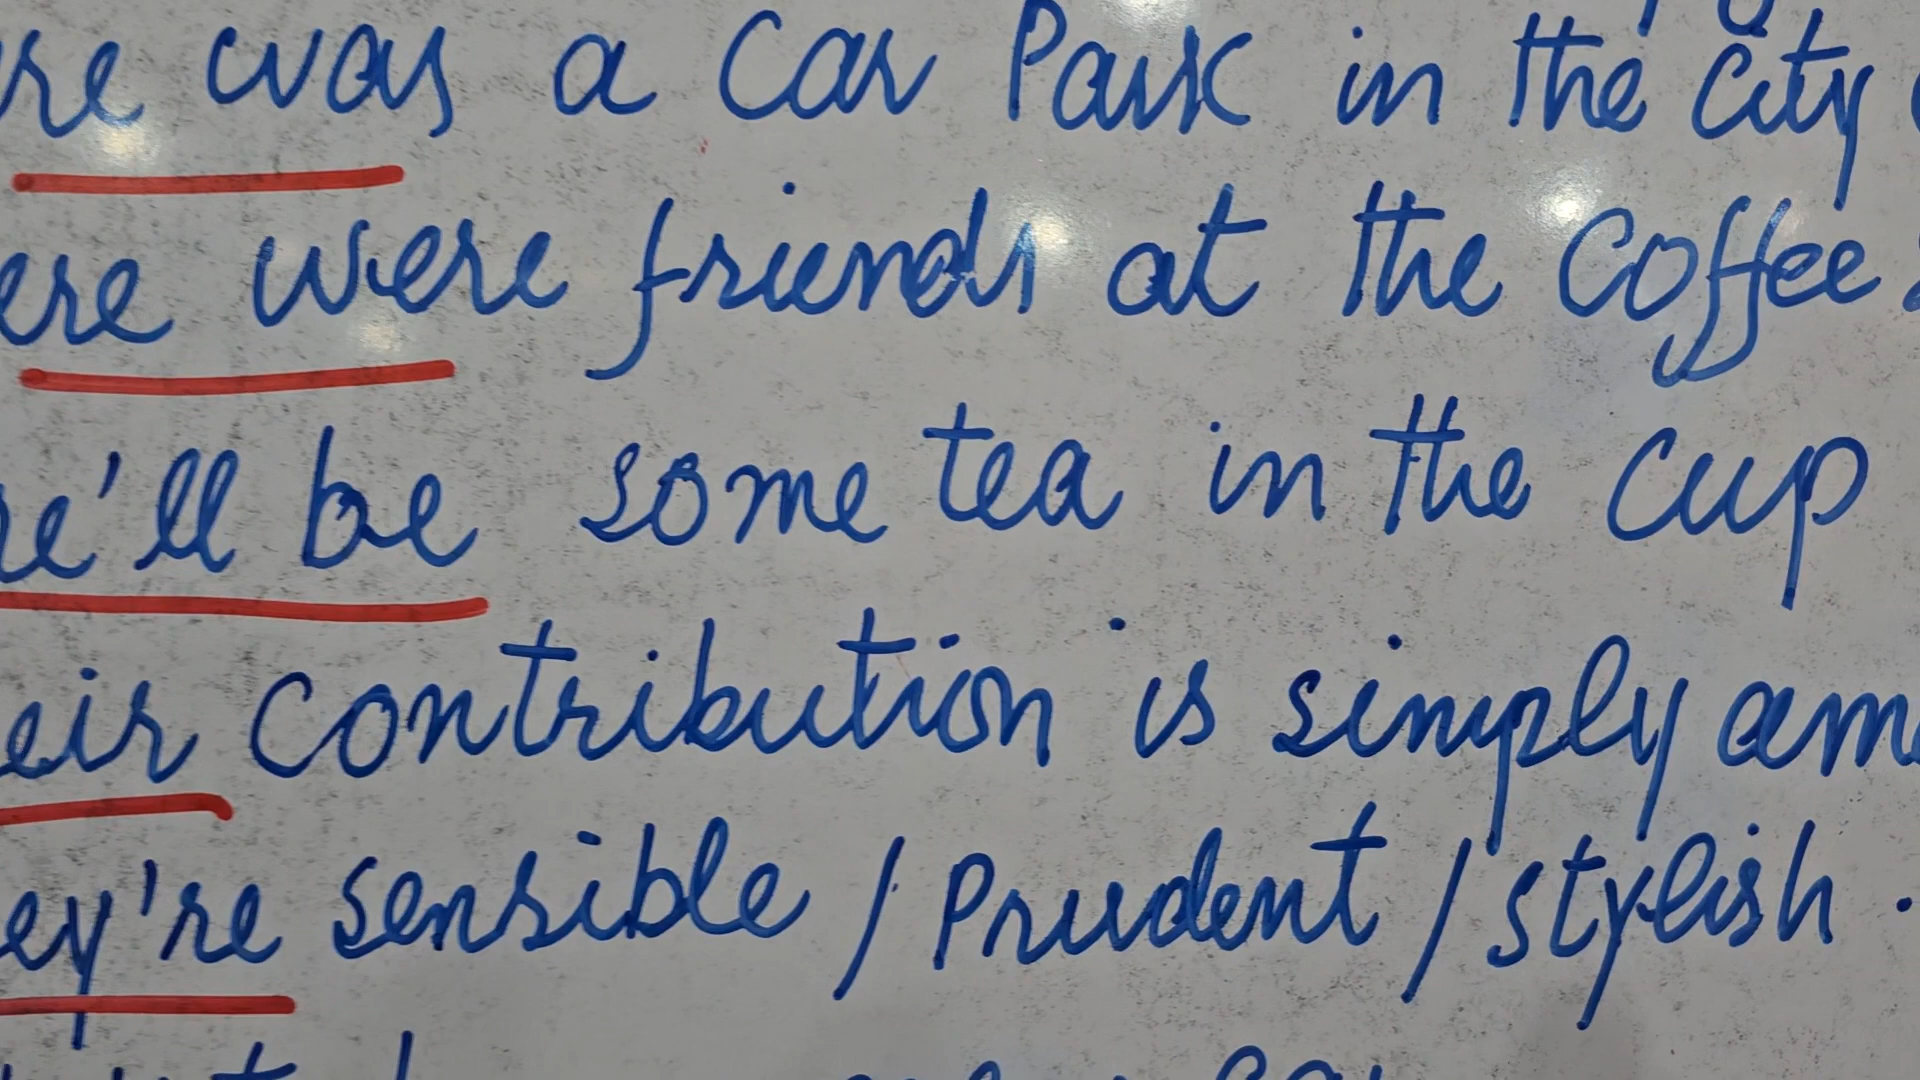 re was a Car Park in the City
ere were friends at the Coffee
re'll be some tea in the cup
eir contribution is simply am
ey're sensible / Prudent / stylish.